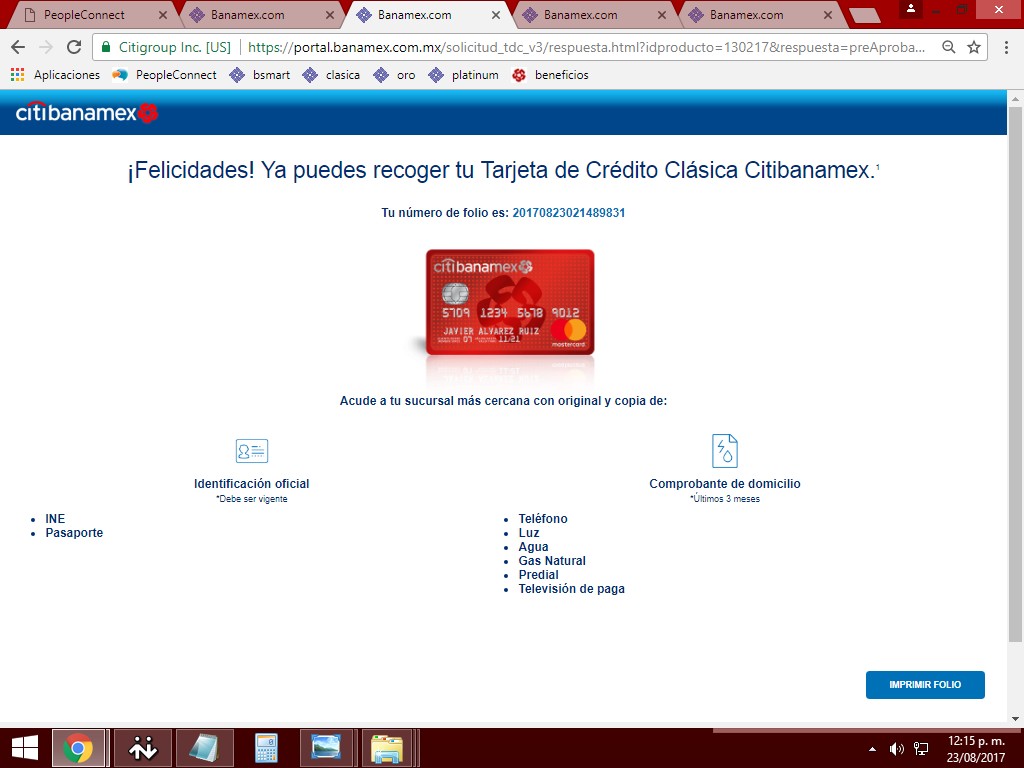 PeopleConnect
Banamex.com
Banamex.com
Banamex.com
Banamex.com
Citigroup Inc. [US]
https://portal.banamex.com.mx/solicitud_tdc_v3/respuesta.html?idproducto=130217&respuesta=preAproba...
Aplicaciones
PeopleConnect
bsmart
clasica
oro
platinum
beneficios
citibanamex
¡Felicidades! Ya puedes recoger tu Tarjeta de Crédito Clásica Citibanamex.¹
Tu número de folio es: 20170823021489831
citibanamex
5709 1234 5678 9012
JAVIER ALVAREZ RUIZ
07 11/21
mastercard
Acude a tu sucursal más cercana con original y copia de:
Identificación oficial
*Debe ser vigente
INE
Pasaporte
Comprobante de domicilio
*Últimos 3 meses
Teléfono
Luz
Agua
Gas Natural
Predial
Televisión de paga
IMPRIMIR FOLIO
12:15 p. m.
23/08/2017